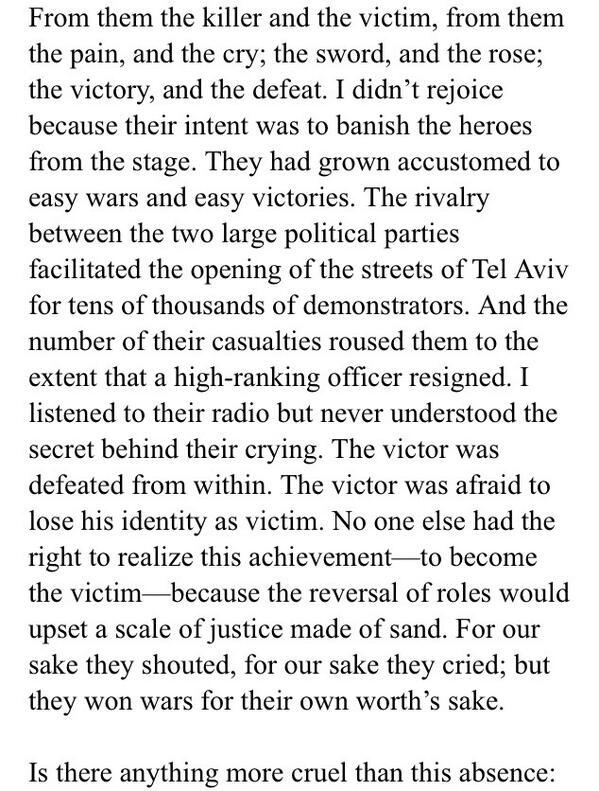 From them the killer and the victim, from them
the pain, and the cry; the sword, and the rose;
the victory, and the defeat. I didn’t rejoice
because their intent was to banish the heroes
from the stage. They had grown accustomed to
easy wars and easy victories. The rivalry
between the two large political parties
facilitated the opening of the streets of Tel Aviv
for tens of thousands of demonstrators. And the
number of their casualties roused them to the
extent that a high-ranking officer resigned. I
listened to their radio but never understood the
secret behind their crying. The victor was
defeated from within. The victor was afraid to
lose his identity as victim. No one else had the
right to realize this achievement—to become
the victim—because the reversal of roles would
upset a scale of justice made of sand. For our
sake they shouted, for our sake they cried; but
they won wars for their own worth’s sake.
Is there anything more cruel than this absence: